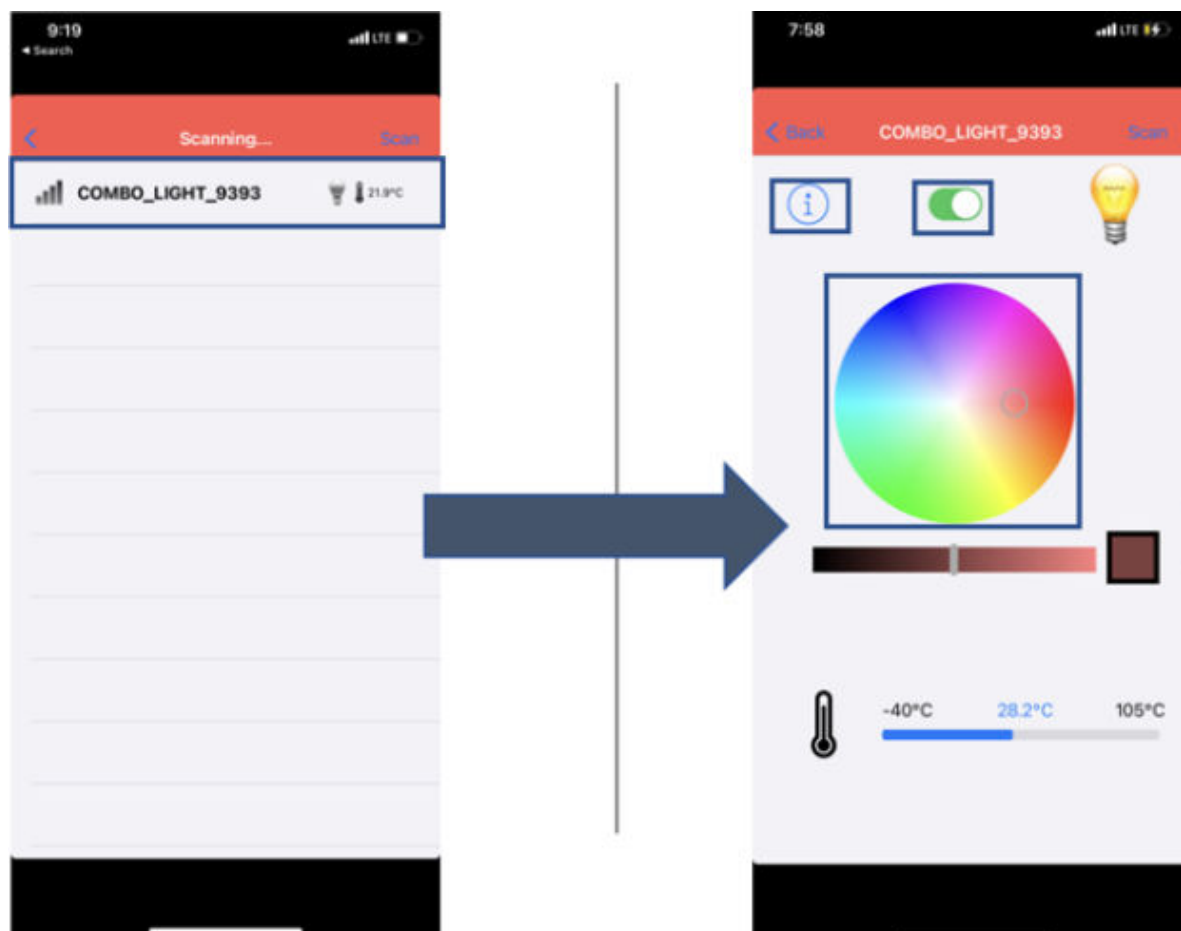 9:19
LTE
Search
Scanning...
Scan
COMBO_LIGHT_9393
21.9°C
7:58
LTE
Back
COMBO_LIGHT_9393
Scan
i
-40°C
28.2°C
105°C